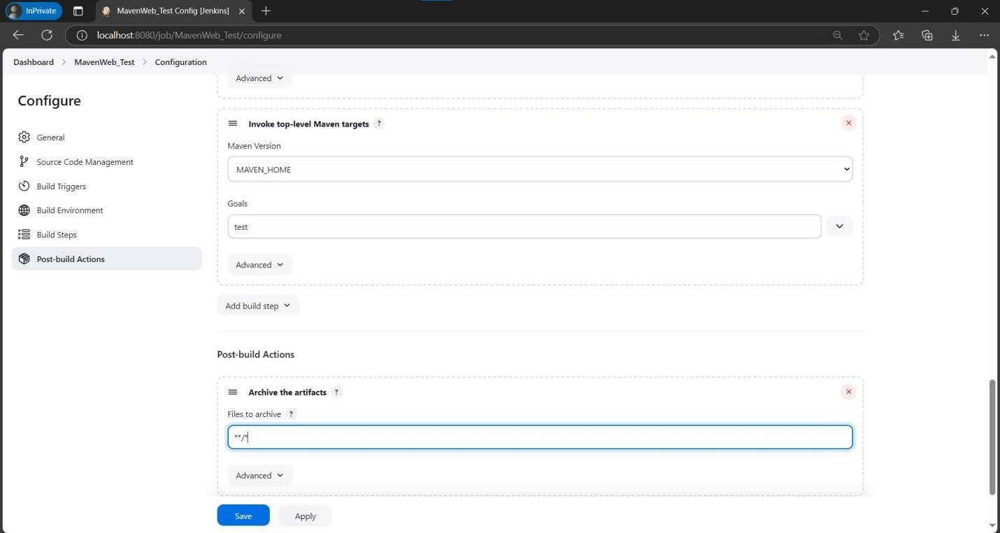 InPrivate
MavenWeb_Test Config [Jenkins]
localhost:8080/job/MavenWeb_Test/configure
Dashboard > MavenWeb_Test > Configuration
Configure
General
Source Code Management
Build Triggers
Build Environment
Build Steps
Post-build Actions
Advanced
Invoke top-level Maven targets ?
Maven Version
MAVEN_HOME
Goals
test
Advanced
Add build step
Post-build Actions
Archive the artifacts ?
Files to archive ?
**/*
Advanced
Save
Apply